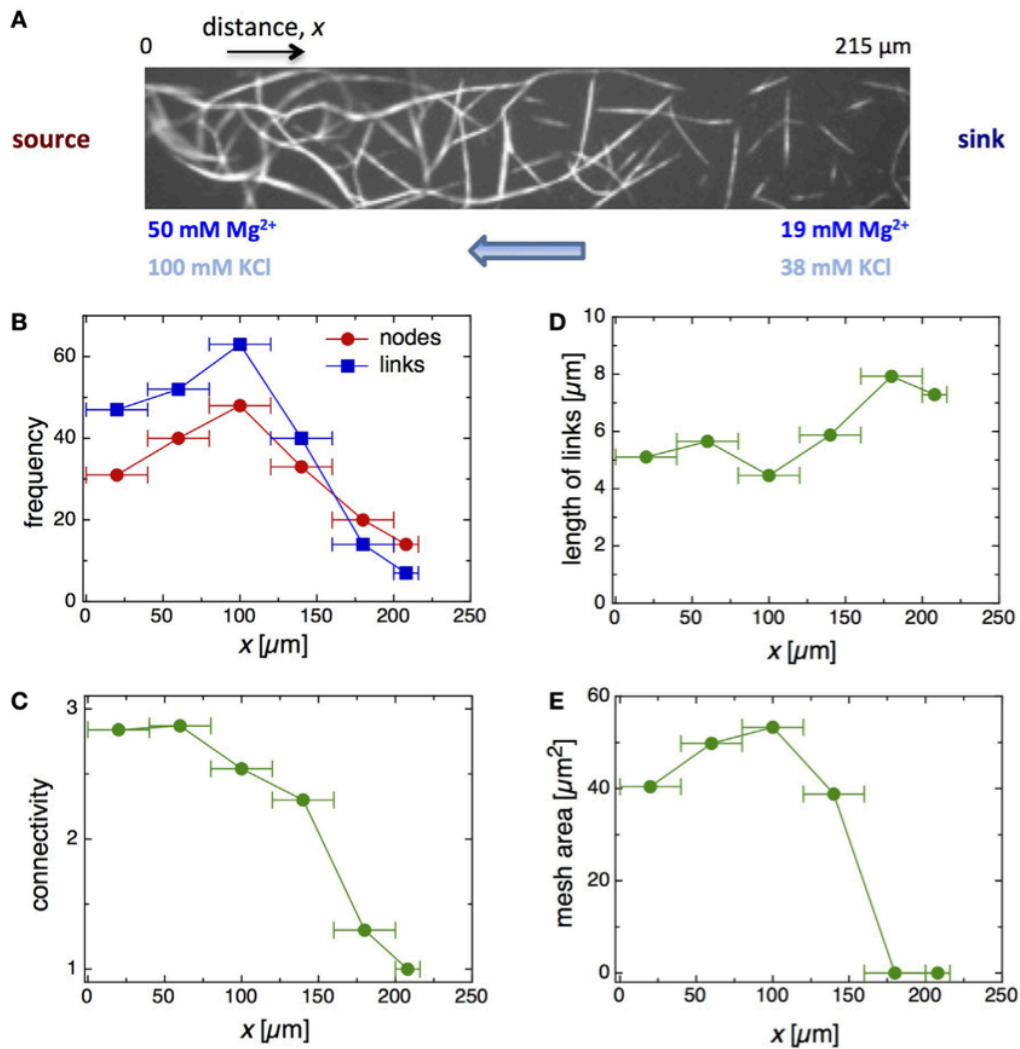 A
distance, x
0
215 µm
source
sink
50 mM Mg²⁺
19 mM Mg²⁺
100 mM KCl
38 mM KCl
B
nodes
links
60
40
20
0
frequency
0 50 100 150 200 250
x [µm]
D
10
8
6
4
2
0
length of links [µm]
0 50 100 150 200 250
x [µm]
C
3
2
1
connectivity
0 50 100 150 200 250
x [µm]
E
60
40
20
0
mesh area [µm²]
0 50 100 150 200 250
x [µm]